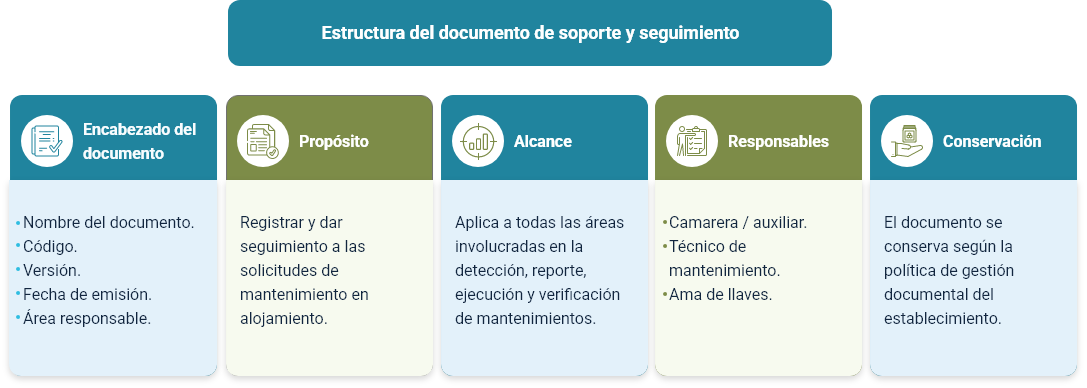 Estructura del documento de soporte y seguimiento
Encabezado del
documento
• Nombre del documento.
• Código.
• Versión.
• Fecha de emisión.
• Área responsable.
Propósito
Registrar y dar
seguimiento a las
solicitudes de
mantenimiento en
alojamiento.
Alcance
Aplica a todas las áreas
involucradas en la
detección, reporte,
ejecución y verificación
de mantenimientos.
Responsables
• Camarera / auxiliar.
• Técnico de
mantenimiento.
• Ama de llaves.
Conservación
El documento se
conserva según la
política de gestión
documental del
establecimiento.